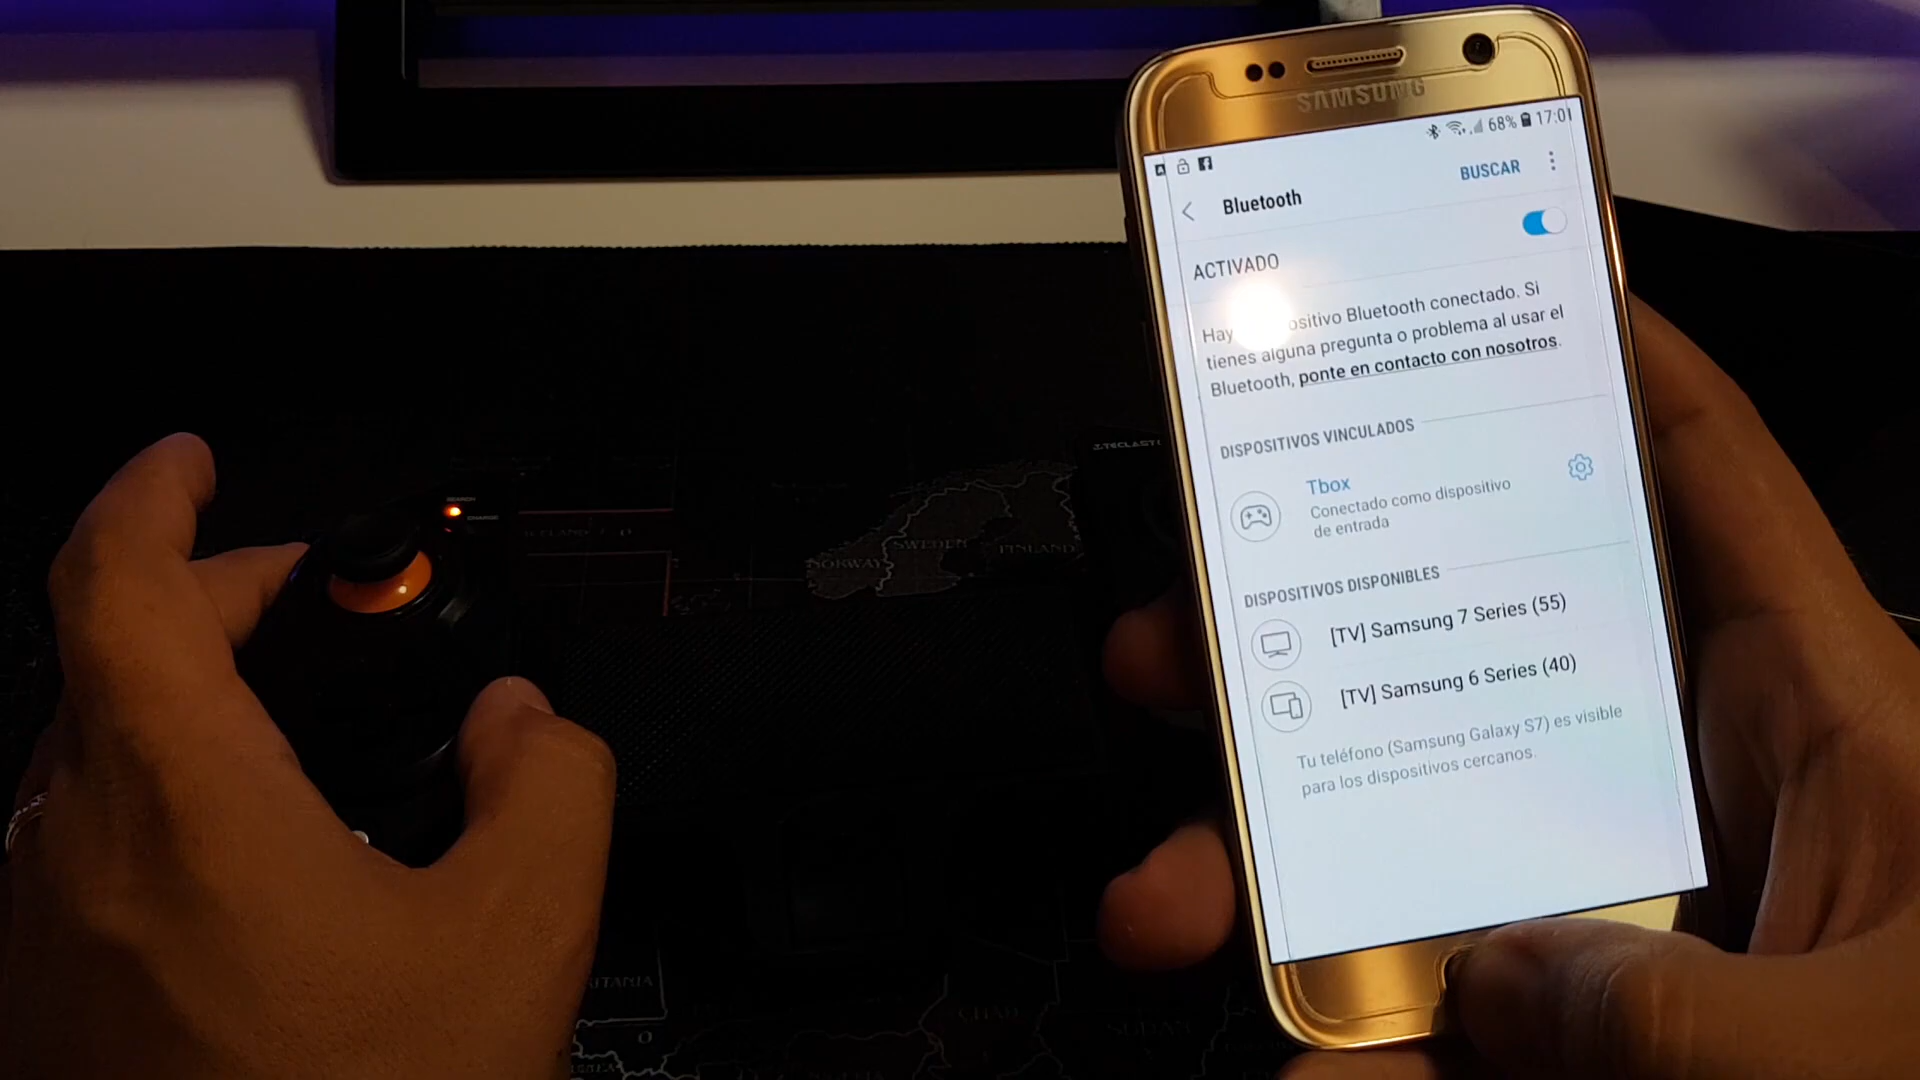 SAMSUNG
68% 17:01
Bluetooth
BUSCAR
ACTIVADO
Hay ositivo Bluetooth conectado. Si
tienes alguna pregunta o problema al usar el
Bluetooth, ponte en contacto con nosotros.
DISPOSITIVOS VINCULADOS
Tbox
Conectado como dispositivo
de entrada
DISPOSITIVOS DISPONIBLES
[TV] Samsung 7 Series (55)
[TV] Samsung 6 Series (40)
Tu teléfono (Samsung Galaxy S7) es visible
para los dispositivos cercanos.
SEARCH
CHARGE
NORWAY
SWEDEN
FINLAND
CHAD